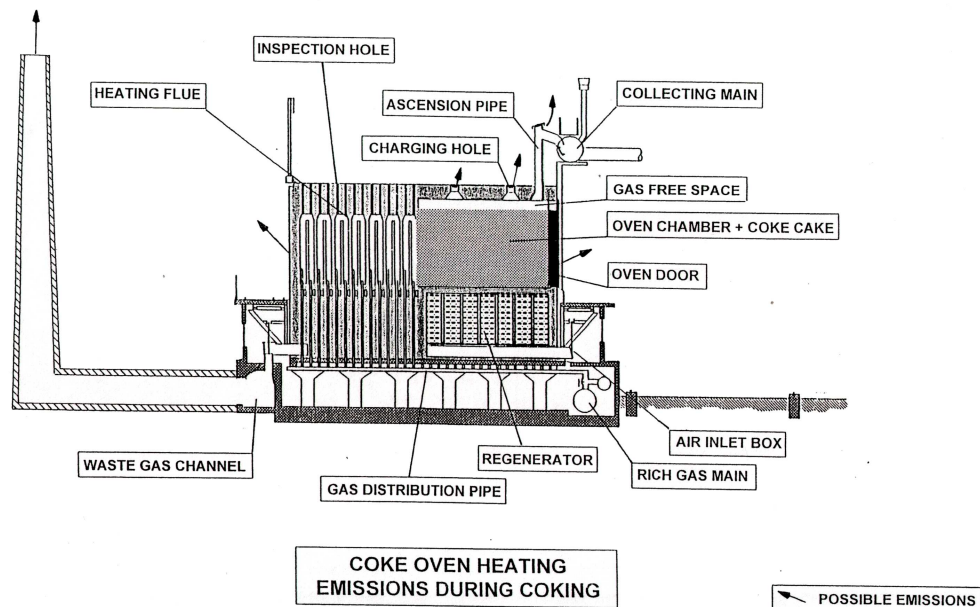 INSPECTION HOLE
HEATING FLUE
ASCENSION PIPE
COLLECTING MAIN
CHARGING HOLE
GAS FREE SPACE
OVEN CHAMBER + COKE CAKE
OVEN DOOR
AIR INLET BOX
WASTE GAS CHANNEL
REGENERATOR
RICH GAS MAIN
GAS DISTRIBUTION PIPE
COKE OVEN HEATING
EMISSIONS DURING COKING
POSSIBLE EMISSIONS